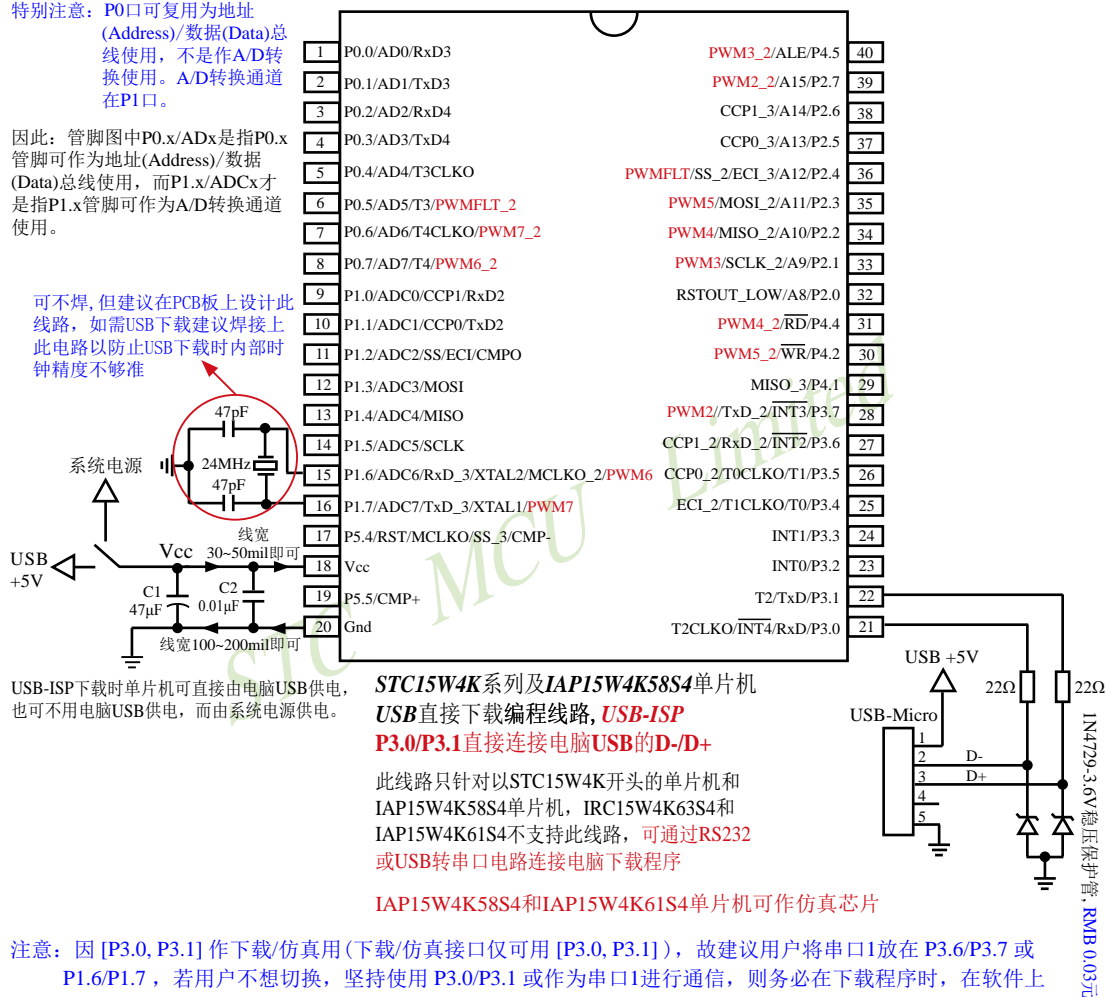 特别注意：P0口可复用为地址
(Address)/数据(Data)总
线使用，不是作A/D转
换使用。A/D转换通道
在P1口。
因此：管脚图中P0.x/ADx是指P0.x
管脚可作为地址(Address)/数据
(Data)总线使用，而P1.x/ADCx才
是指P1.x管脚可作为A/D转换通道
使用。
可不焊,但建议在PCB板上设计此
线路，如需USB下载建议焊接上
此电路以防止USB下载时内部时
钟精度不够准
47pF
24MHz
47pF
系统电源
USB
+5V
Vcc
线宽
30~50mil即可
C1
47μF
C2
0.01μF
线宽100~200mil即可
USB-ISP下载时单片机可直接由电脑USB供电，
也可不用电脑USB供电，而由系统电源供电。
1 P0.0/AD0/RxD3
2 P0.1/AD1/TxD3
3 P0.2/AD2/RxD4
4 P0.3/AD3/TxD4
5 P0.4/AD4/T3CLKO
6 P0.5/AD5/T3/PWMFLT_2
7 P0.6/AD6/T4CLKO/PWM7_2
8 P0.7/AD7/T4/PWM6_2
9 P1.0/ADC0/CCP1/RxD2
10 P1.1/ADC1/CCP0/TxD2
11 P1.2/ADC2/SS/ECI/CMPO
12 P1.3/ADC3/MOSI
13 P1.4/ADC4/MISO
14 P1.5/ADC5/SCLK
15 P1.6/ADC6/RxD_3/XTAL2/MCLKO_2/PWM6
16 P1.7/ADC7/TxD_3/XTAL1/PWM7
17 P5.4/RST/MCLKO/SS_3/CMP-
18 Vcc
19 P5.5/CMP+
20 Gnd
PWM3_2/ALE/P4.5 40
PWM2_2/A15/P2.7 39
CCP1_3/A14/P2.6 38
CCP0_3/A13/P2.5 37
PWMFLT/SS_2/ECI_3/A12/P2.4 36
PWM5/MOSI_2/A11/P2.3 35
PWM4/MISO_2/A10/P2.2 34
PWM3/SCLK_2/A9/P2.1 33
RSTOUT_LOW/A8/P2.0 32
PWM4_2/RD/P4.4 31
PWM5_2/WR/P4.2 30
MISO_3/P4.1 29
PWM2//TxD_2/INT3/P3.7 28
CCP1_2/RxD_2/INT2/P3.6 27
CCP0_2/T0CLKO/T1/P3.5 26
ECI_2/T1CLKO/T0/P3.4 25
INT1/P3.3 24
INT0/P3.2 23
T2/TxD/P3.1 22
T2CLKO/INT4/RxD/P3.0 21
STC MCU Limited
STC15W4K系列及IAP15W4K58S4单片机
USB直接下载编程线路,USB-ISP
P3.0/P3.1直接连接电脑USB的D-/D+
此线路只针对以STC15W4K开头的单片机和
IAP15W4K58S4单片机，IRC15W4K63S4和
IAP15W4K61S4不支持此线路，可通过RS232
或USB转串口电路连接电脑下载程序
IAP15W4K58S4和IAP15W4K61S4单片机可作仿真芯片
USB +5V
USB-Micro
1
2
3
4
5
D-
D+
22Ω
22Ω
1N4729-3.6V稳压保护管, RMB 0.03元
注意：因 [P3.0, P3.1] 作下载/仿真用(下载/仿真接口仅可用 [P3.0, P3.1] )，故建议用户将串口1放在 P3.6/P3.7 或
P1.6/P1.7 ，若用户不想切换，坚持使用 P3.0/P3.1 或作为串口1进行通信，则务必在下载程序时，在软件上